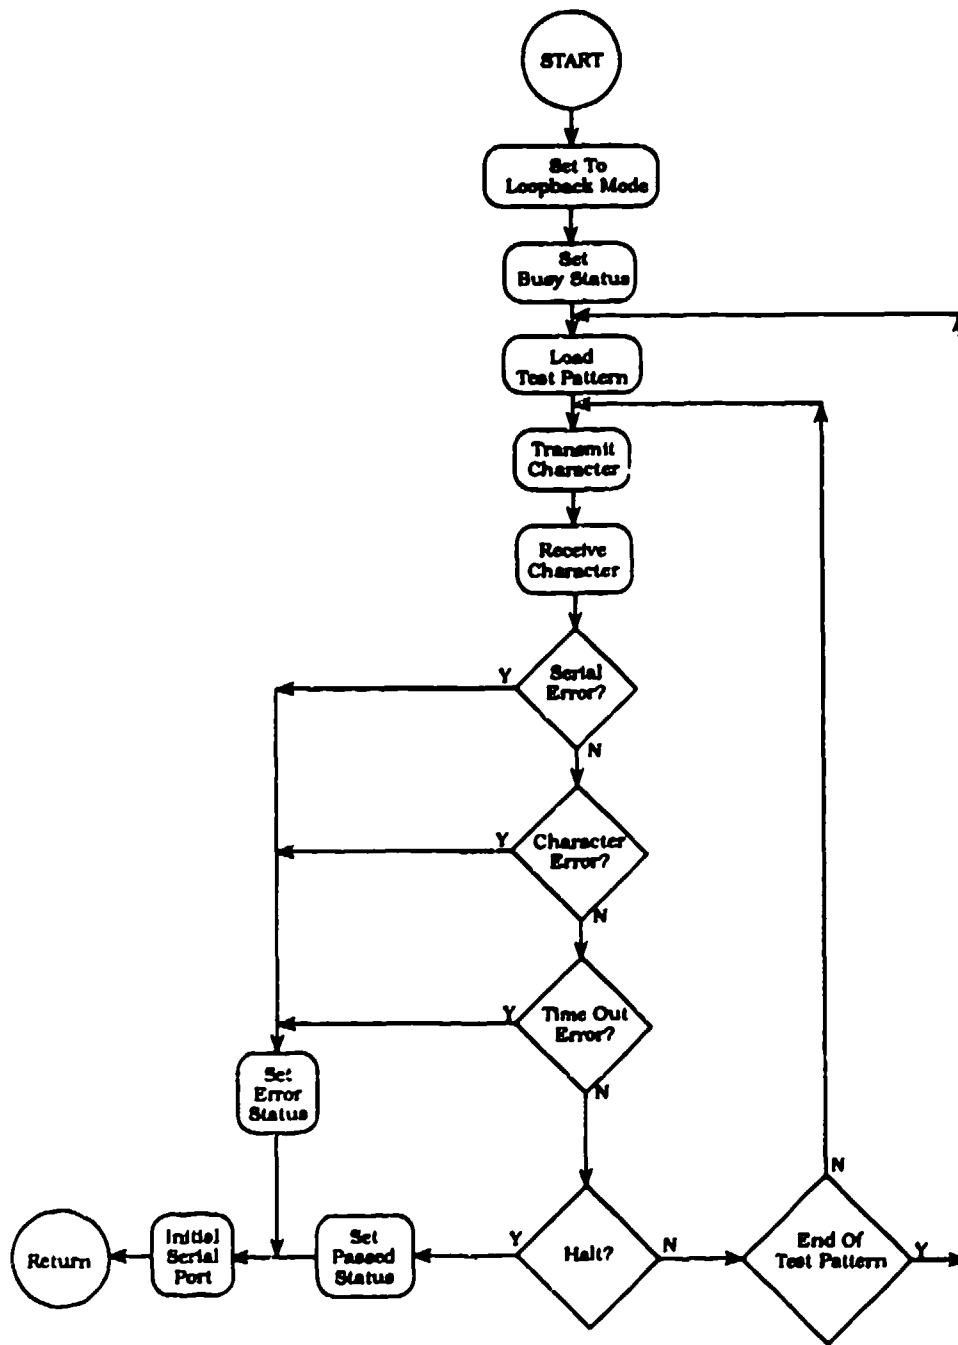 START
Set To
Loopback Mode
Set
Busy Status
Load
Test Pattern
Transmit
Character
Receive
Character
Serial
Error?
Y
N
Character
Error?
Y
N
Time Out
Error?
Y
N
Set
Error
Status
Return
Initial
Serial
Port
Set
Passed
Status
Y
Halt?
N
End Of
Test Pattern
N
Y